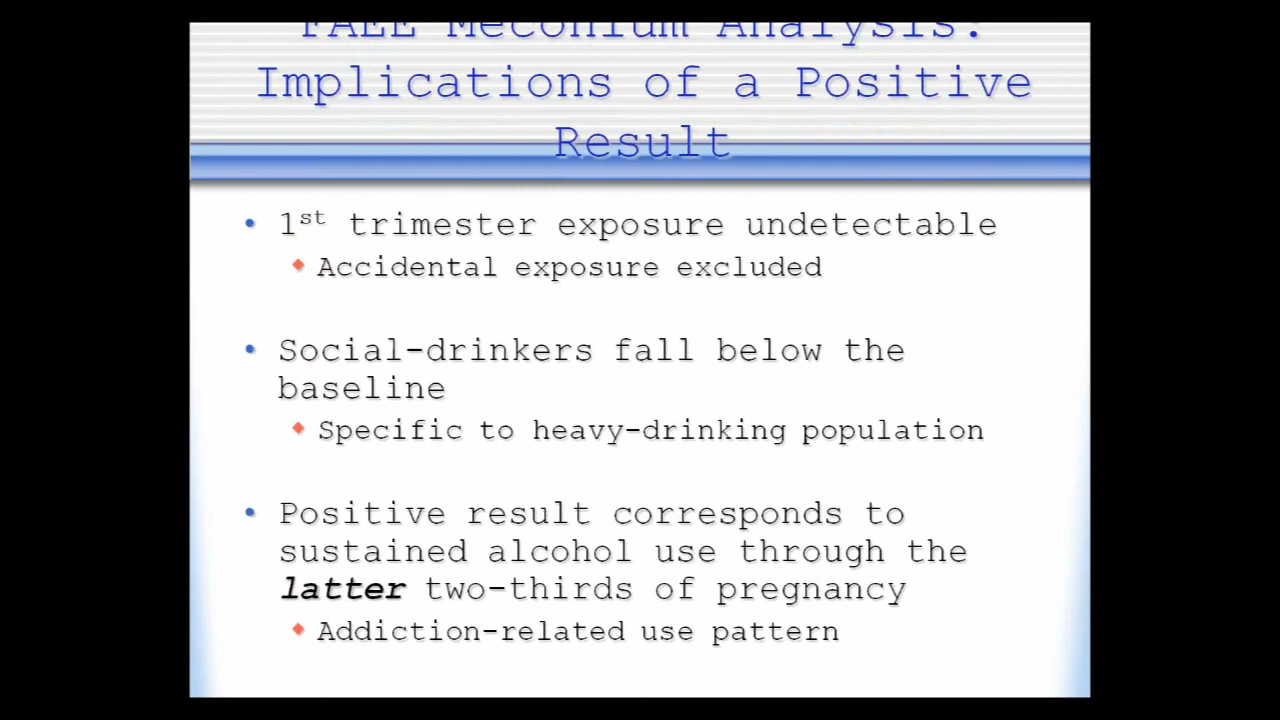 FAEE Meconium Analysis:
Implications of a Positive
Result
1st trimester exposure undetectable
Accidental exposure excluded
Social-drinkers fall below the
baseline
Specific to heavy-drinking population
Positive result corresponds to
sustained alcohol use through the
latter two-thirds of pregnancy
Addiction-related use pattern